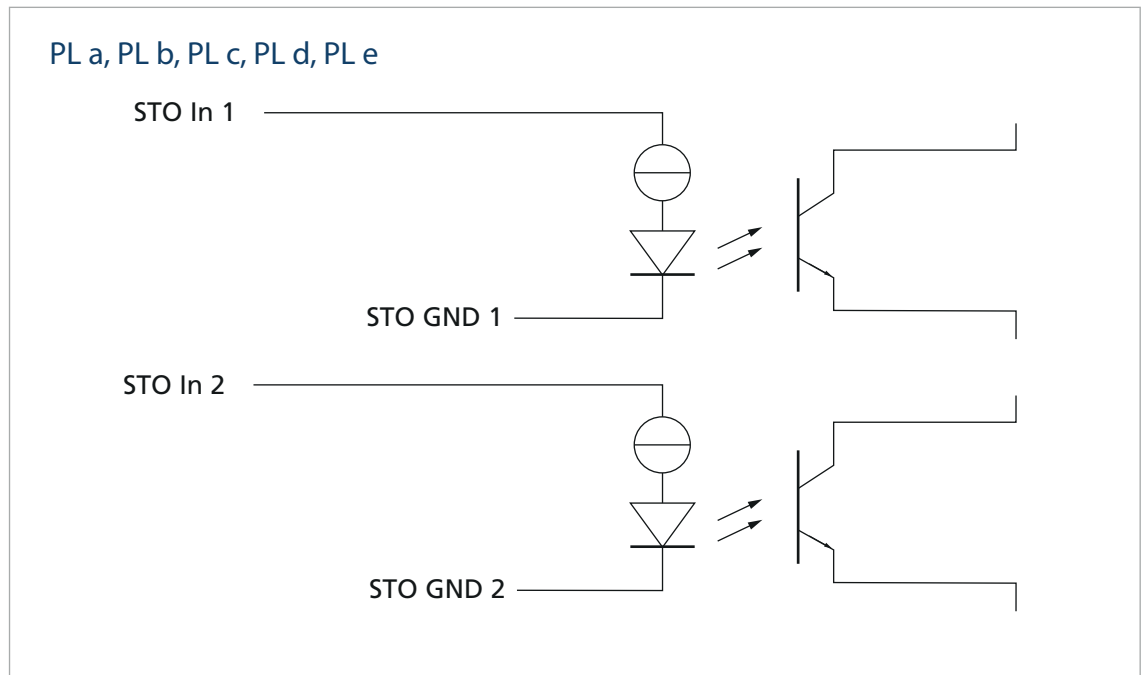 PL a, PL b, PL c, PL d, PL e
STO In 1
STO GND 1
STO In 2
STO GND 2